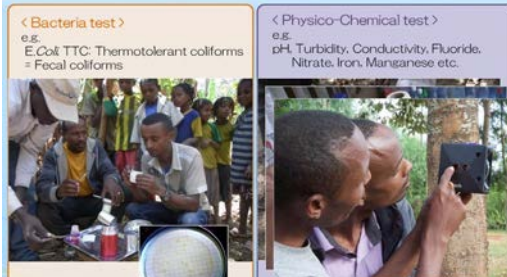 < Bacteria test >
e.g.
E.Coli, TTC: Thermotolerant coliforms
= Fecal coliforms
< Physico-Chemical test >
e.g.
pH, Turbidity, Conductivity, Fluoride,
Nitrate, Iron, Manganese etc.